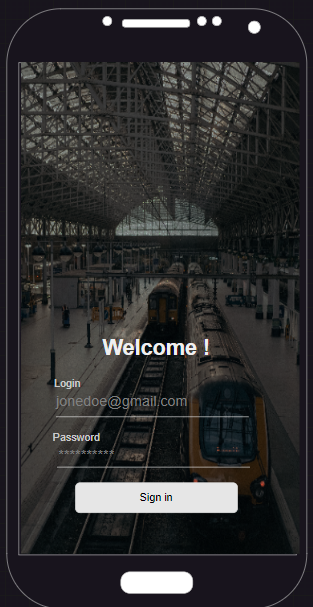 Welcome !
Login
jonedoe@gmail.com
Password
**********
Sign in